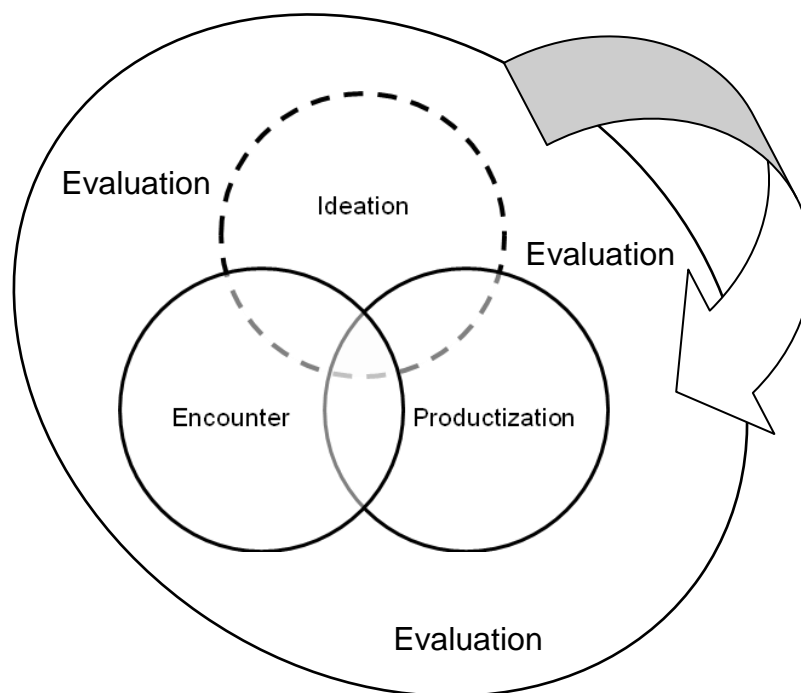 Evaluation
Ideation
Evaluation
Encounter
Productization
Evaluation